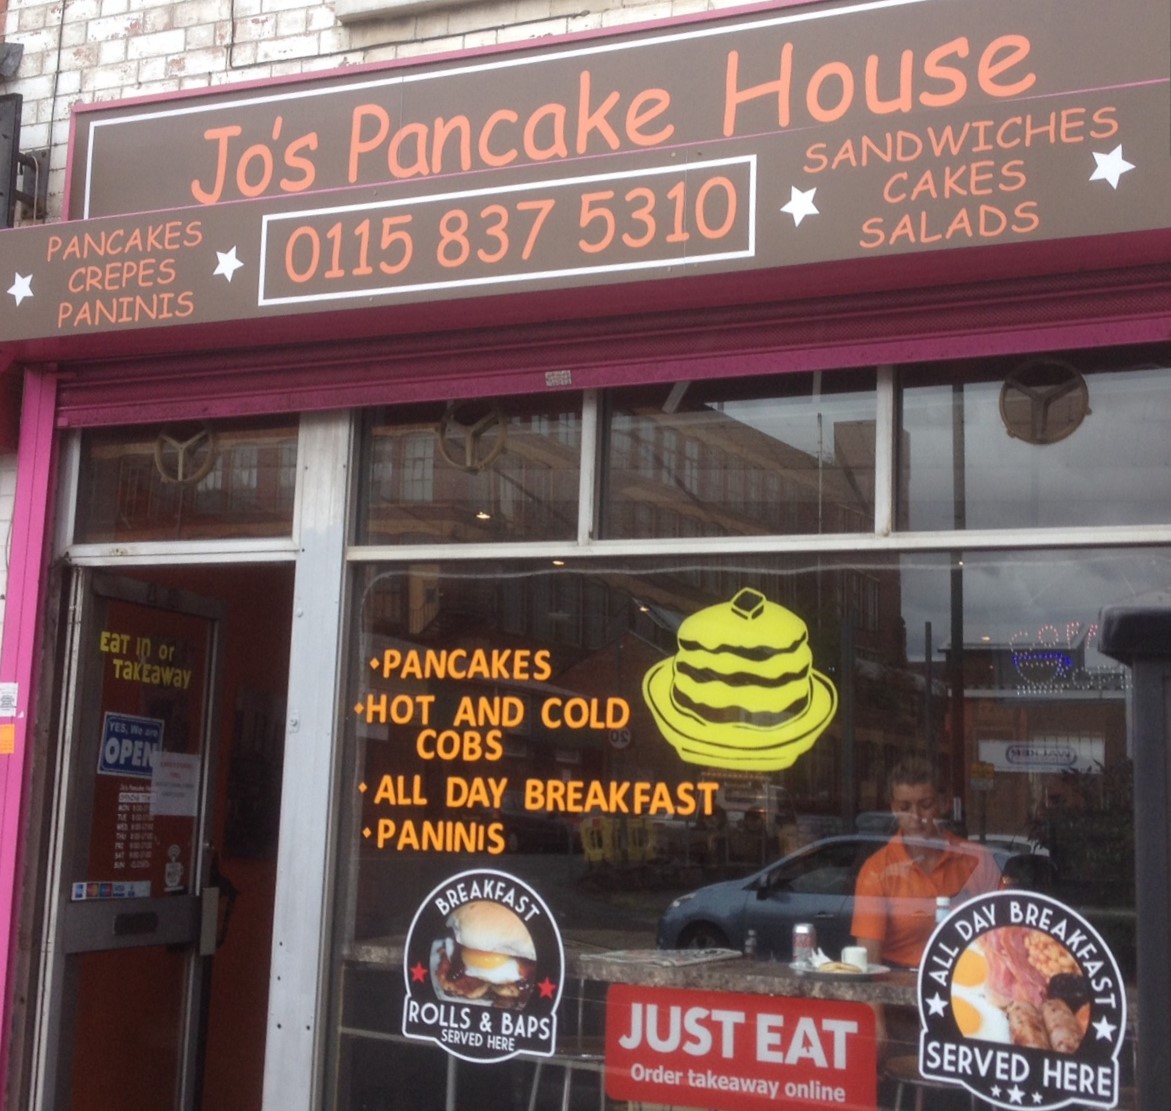 Jo's Pancake House
PANCAKES
CREPES
PANINIS
0115 837 5310
SANDWICHES
CAKES
SALADS
EAT in or
TAKEAWAY
YES, We are
OPEN
•PANCAKES
•HOT AND COLD
COBS
•ALL DAY BREAKFAST
•PANINIS
BREAKFAST
ROLLS & BAPS
SERVED HERE
JUST EAT
Order takeaway online
ALL DAY BREAKFAST
SERVED HERE